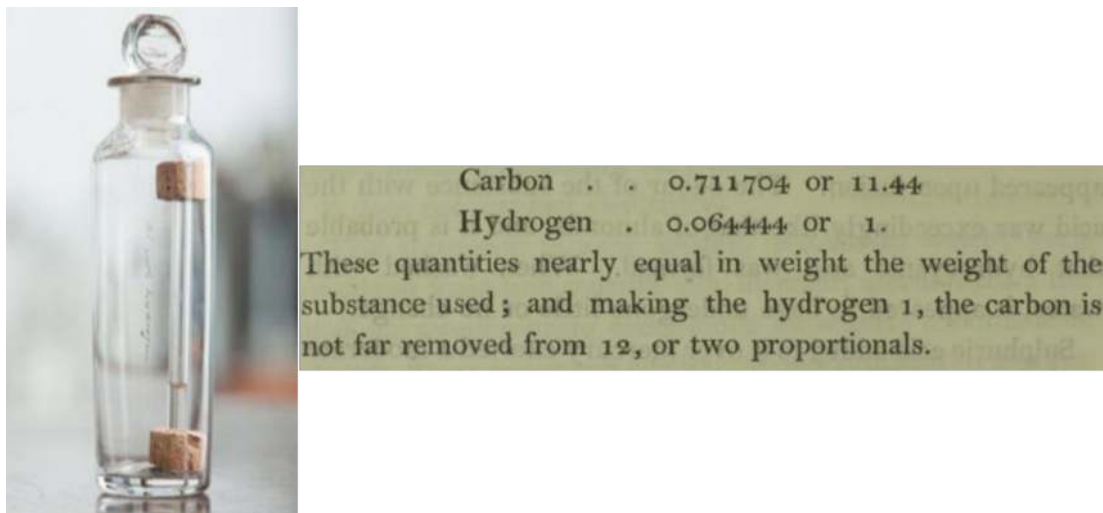 Carbon . . 0.711704 or 11.44
Hydrogen . 0.064444 or 1.
These quantities nearly equal in weight the weight of the
substance used; and making the hydrogen 1, the carbon is
not far removed from 12, or two proportionals.